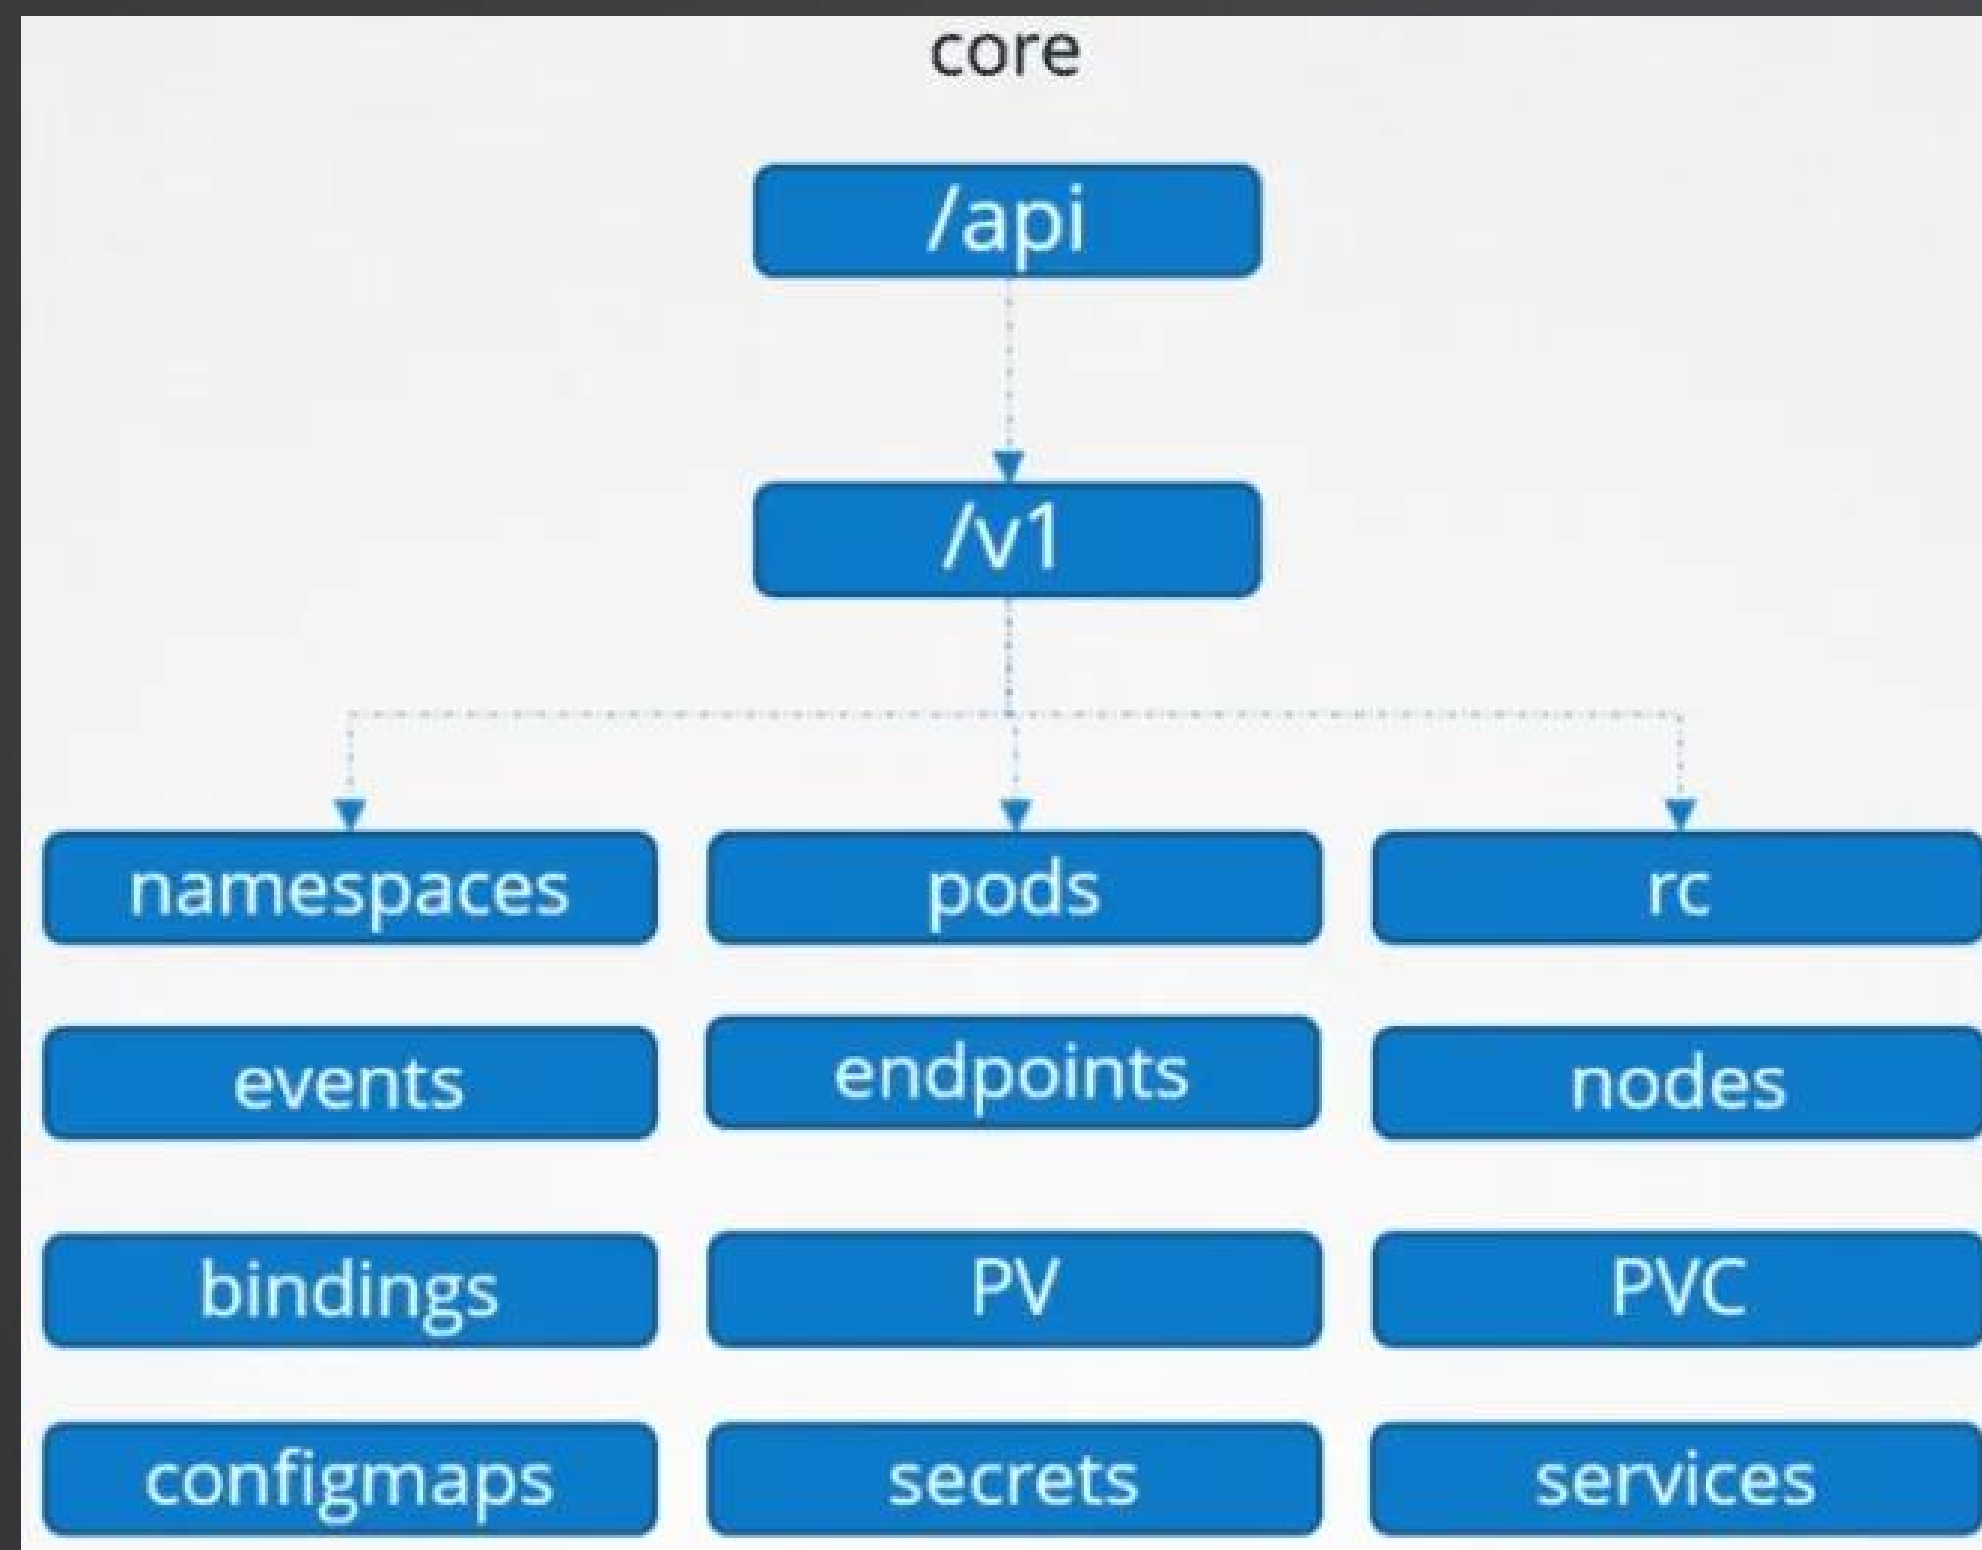 core
/api
/v1
namespaces
pods
rc
events
endpoints
nodes
bindings
PV
PVC
configmaps
secrets
services